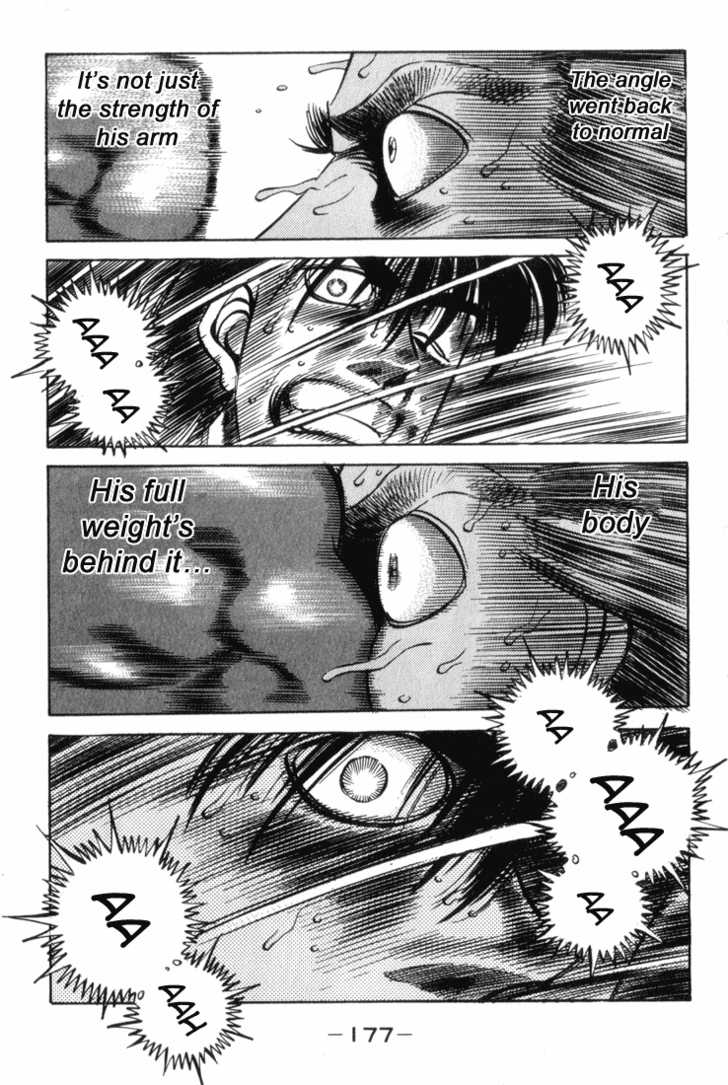 The angle
went back
to normal
It's not just
the strength of
his arm
AAA
AAA
AA
His
body
His full
weight's
behind it...
AA
AAA
AA
AA
AAH
-177-